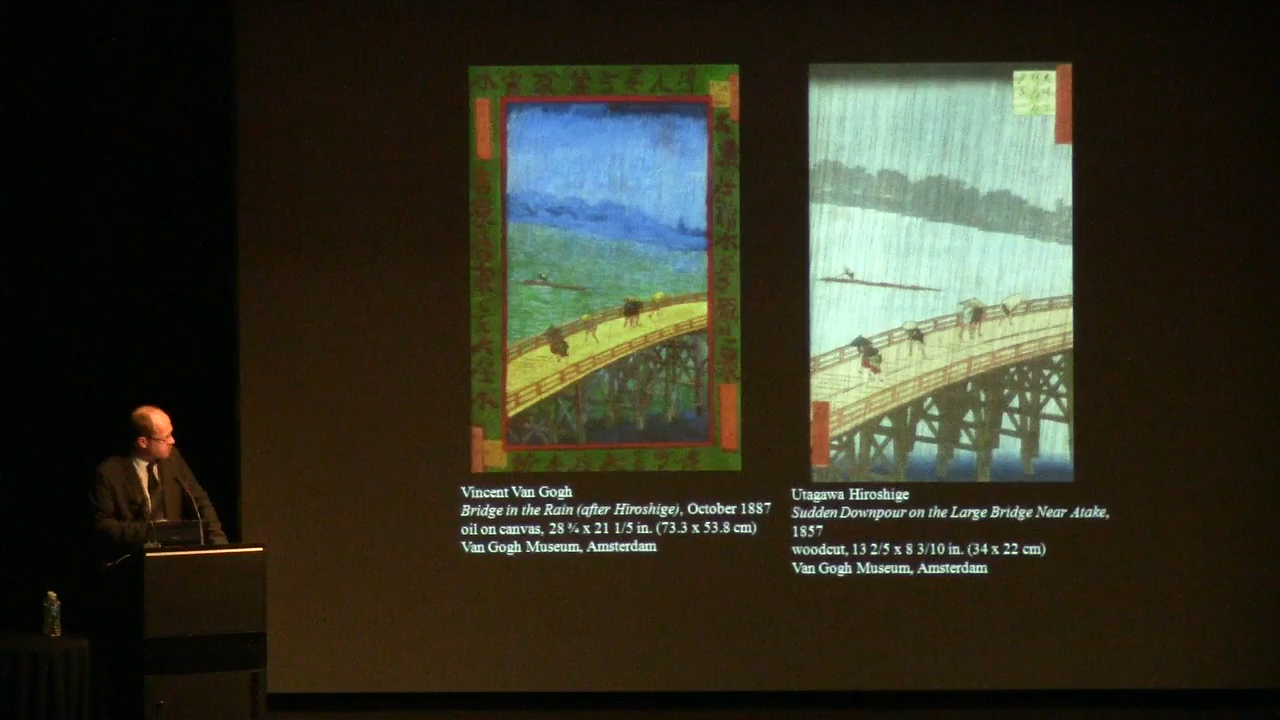 Vincent Van Gogh
Bridge in the Rain (after Hiroshige), October 1887
oil on canvas, 28 ¾ x 21 1/5 in. (73.3 x 53.8 cm)
Van Gogh Museum, Amsterdam
Utagawa Hiroshige
Sudden Downpour on the Large Bridge Near Atake,
1857
woodcut, 13 2/5 x 8 3/10 in. (34 x 22 cm)
Van Gogh Museum, Amsterdam